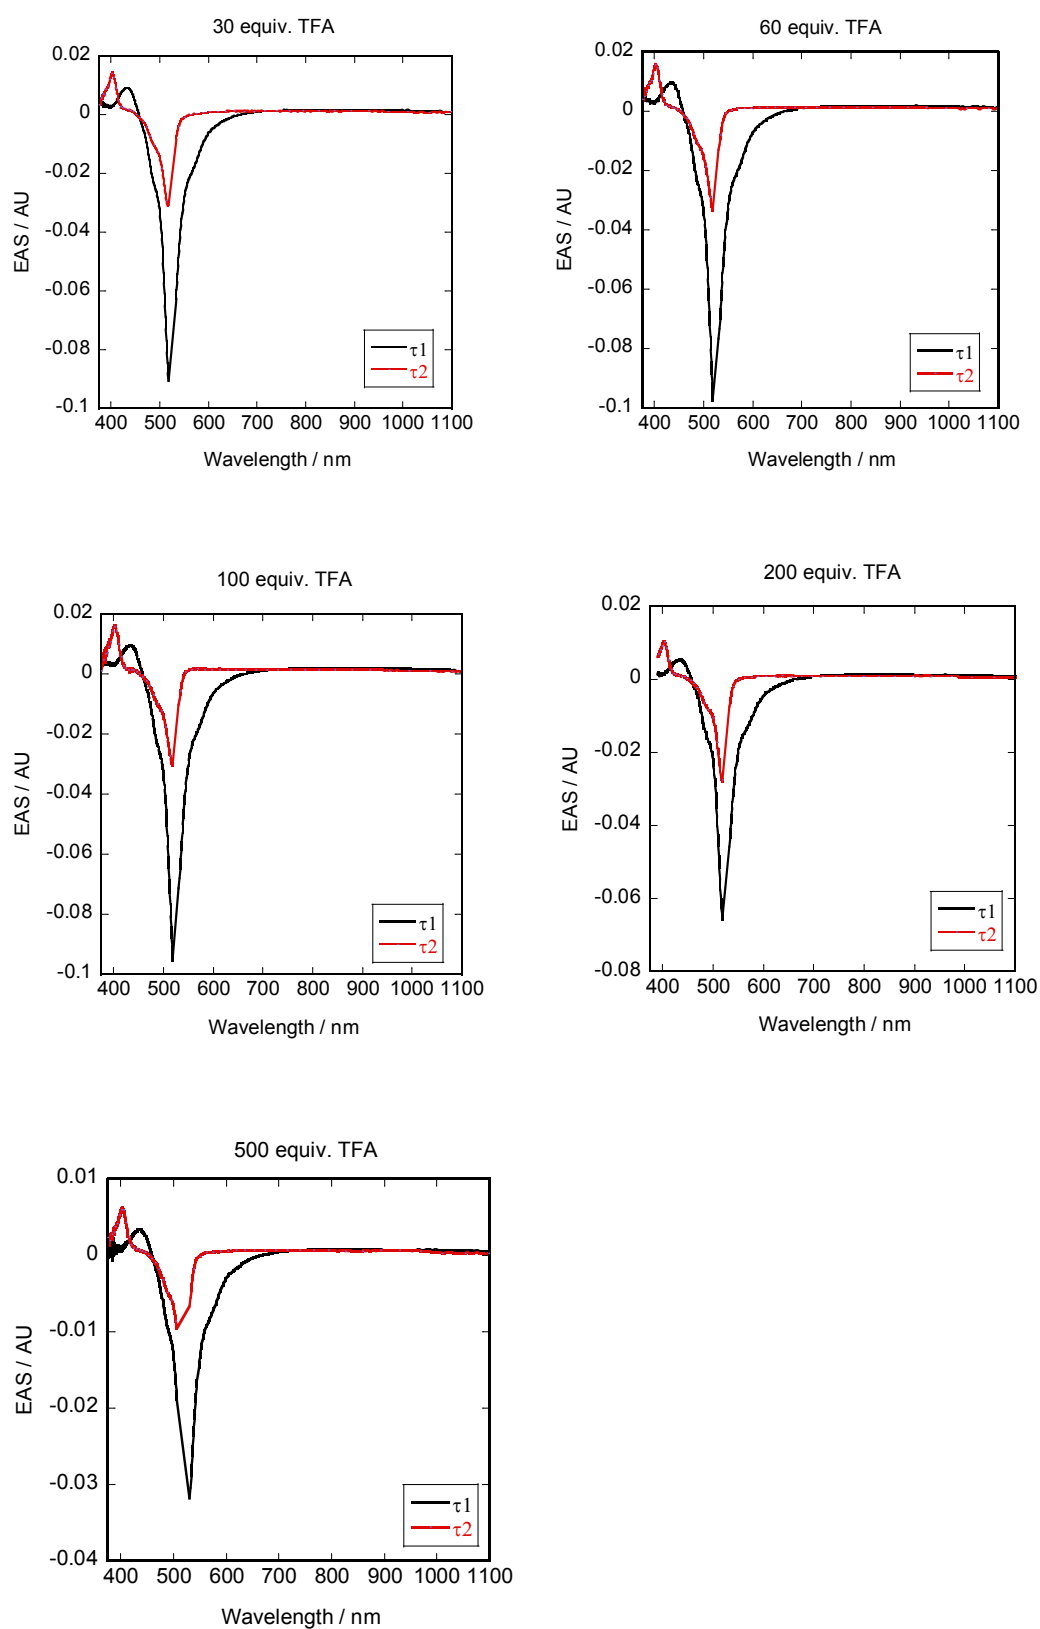 30 equiv. TFA
0.02
0
-0.02
-0.04
-0.06
-0.08
-0.1
EAS / AU
τ1
τ2
400 500 600 700 800 900 1000 1100
Wavelength / nm
60 equiv. TFA
0.02
0
-0.02
-0.04
-0.06
-0.08
-0.1
EAS / AU
τ1
τ2
400 500 600 700 800 900 1000 1100
Wavelength / nm
100 equiv. TFA
0.02
0
-0.02
-0.04
-0.06
-0.08
-0.1
EAS / AU
τ1
τ2
400 500 600 700 800 900 1000 1100
Wavelength / nm
200 equiv. TFA
0.02
0
-0.02
-0.04
-0.06
-0.08
EAS / AU
τ1
τ2
400 500 600 700 800 900 1000 1100
Wavelength / nm
500 equiv. TFA
0.01
0
-0.01
-0.02
-0.03
-0.04
EAS / AU
τ1
τ2
400 500 600 700 800 900 1000 1100
Wavelength / nm